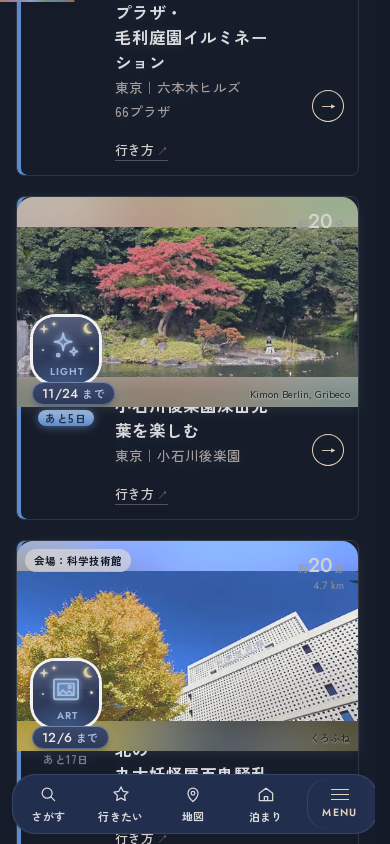 プラザ・
毛利庭園イルミネー
ション
東京｜六本木ヒルズ
66プラザ
行き方 ↗
→
20
LIGHT
11/24 まで
Kimon Berlin, Gribeco
あと5日
葉を楽しむ
東京｜小石川後楽園
行き方 ↗
→
会場：科学技術館
20
4.7 km
ART
12/6 まで
くろふね
あと17日
さがす
行きたい
地図
泊まり
MENU
行き方 ↗